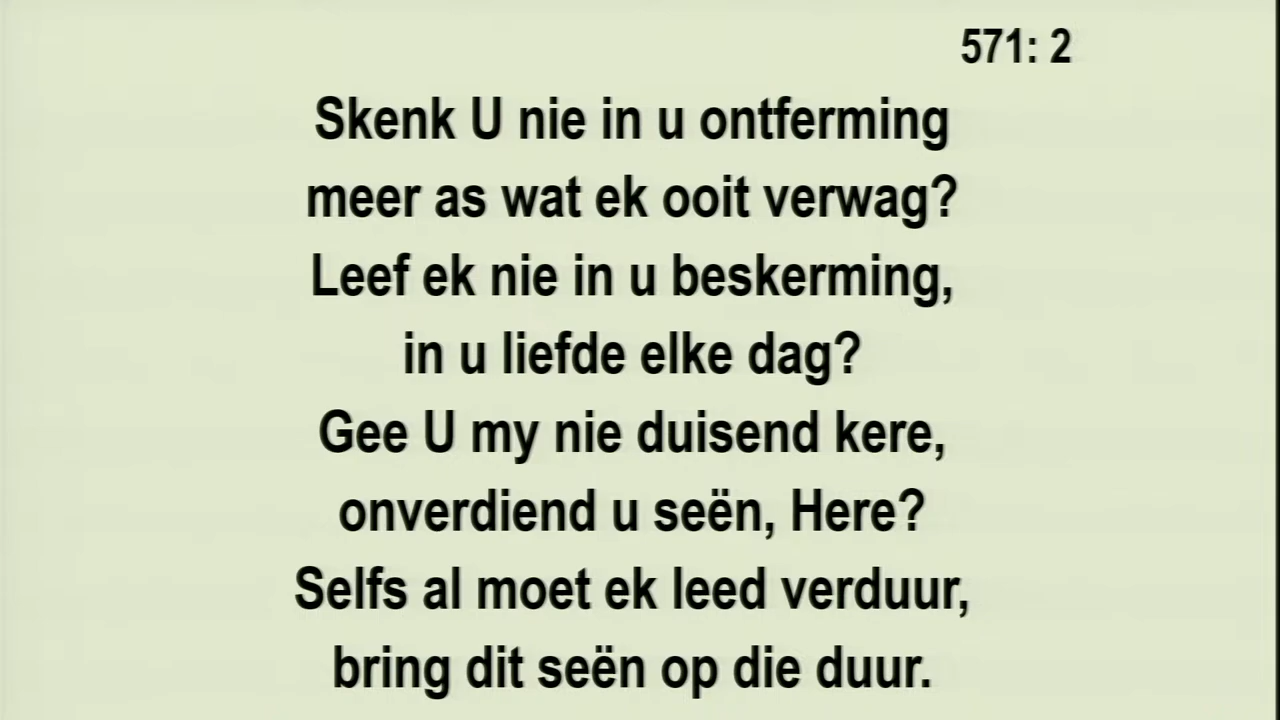 571: 2
Skenk U nie in u ontferming
meer as wat ek ooit verwag?
Leef ek nie in u beskerming,
in u liefde elke dag?
Gee U my nie duisend kere,
onverdiend u seën, Here?
Selfs al moet ek leed verduur,
bring dit seën op die duur.